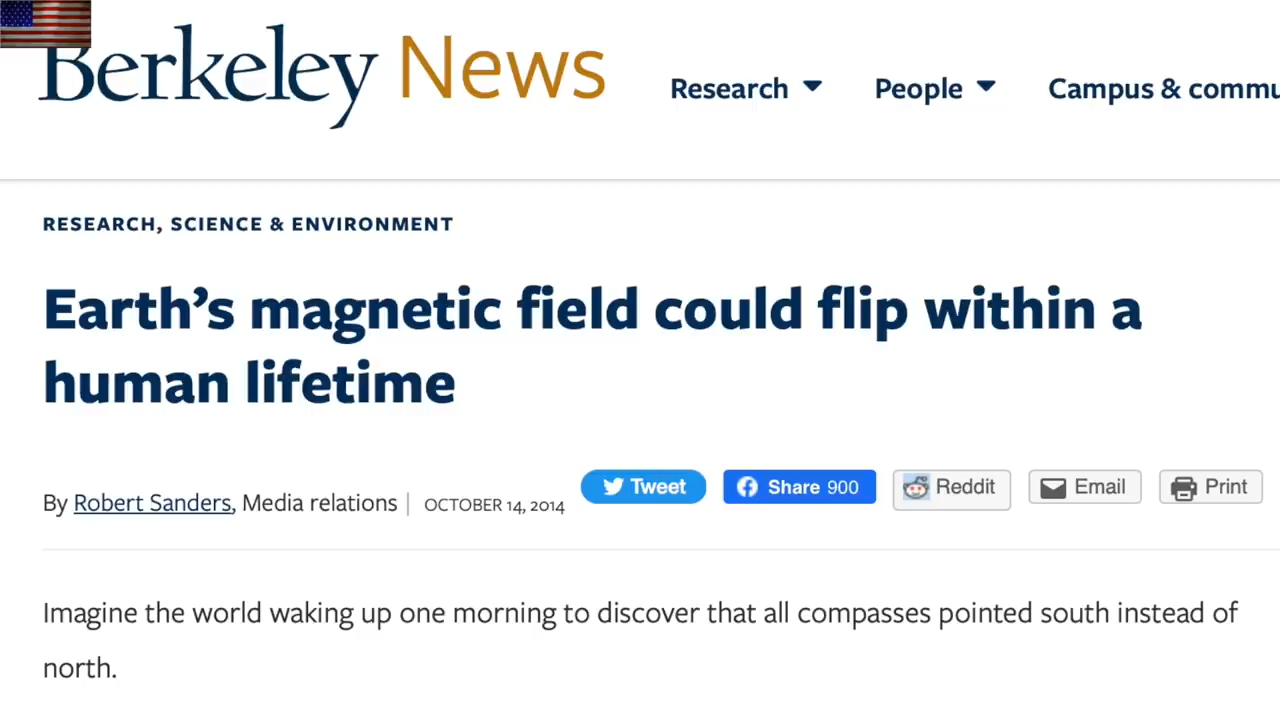 Berkeley News
Research People Campus & commu
RESEARCH, SCIENCE & ENVIRONMENT
Earth’s magnetic field could flip within a
human lifetime
By Robert Sanders, Media relations | OCTOBER 14, 2014 Tweet Share 900 Reddit Email Print
Imagine the world waking up one morning to discover that all compasses pointed south instead of
north.